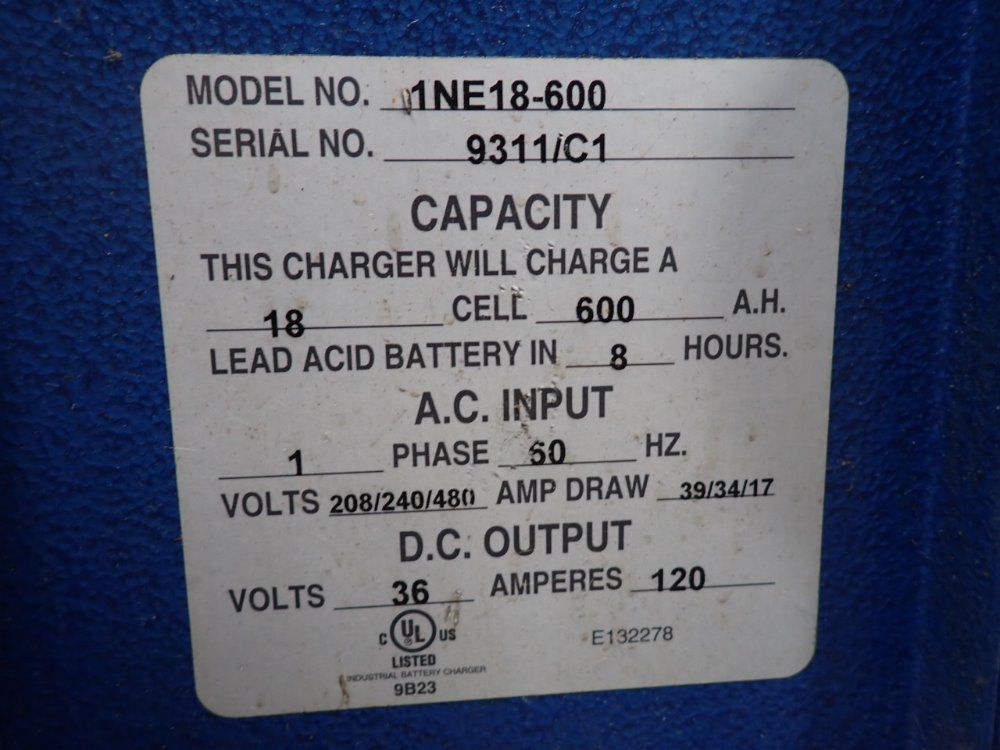 MODEL NO. 1NE18-600
SERIAL NO. 9311/C1
CAPACITY
THIS CHARGER WILL CHARGE A
18 CELL 600 A.H.
LEAD ACID BATTERY IN 8 HOURS.
A.C. INPUT
1 PHASE 60 HZ.
VOLTS 208/240/480 AMP DRAW 39/34/17
D.C. OUTPUT
VOLTS 36 AMPERES 120
C UL US E132278
LISTED
INDUSTRIAL BATTERY CHARGER
9B23